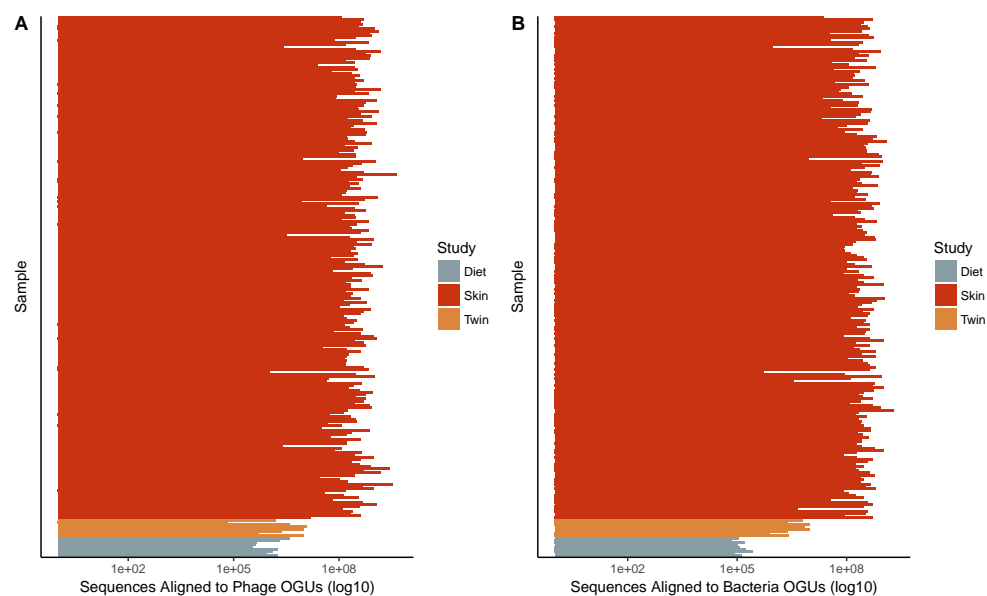 A
Sample
1e+02
1e+05
1e+08
Sequences Aligned to Phage OGUs (log10)
Study
Diet
Skin
Twin
B
Sample
1e+02
1e+05
1e+08
Sequences Aligned to Bacteria OGUs (log10)
Study
Diet
Skin
Twin